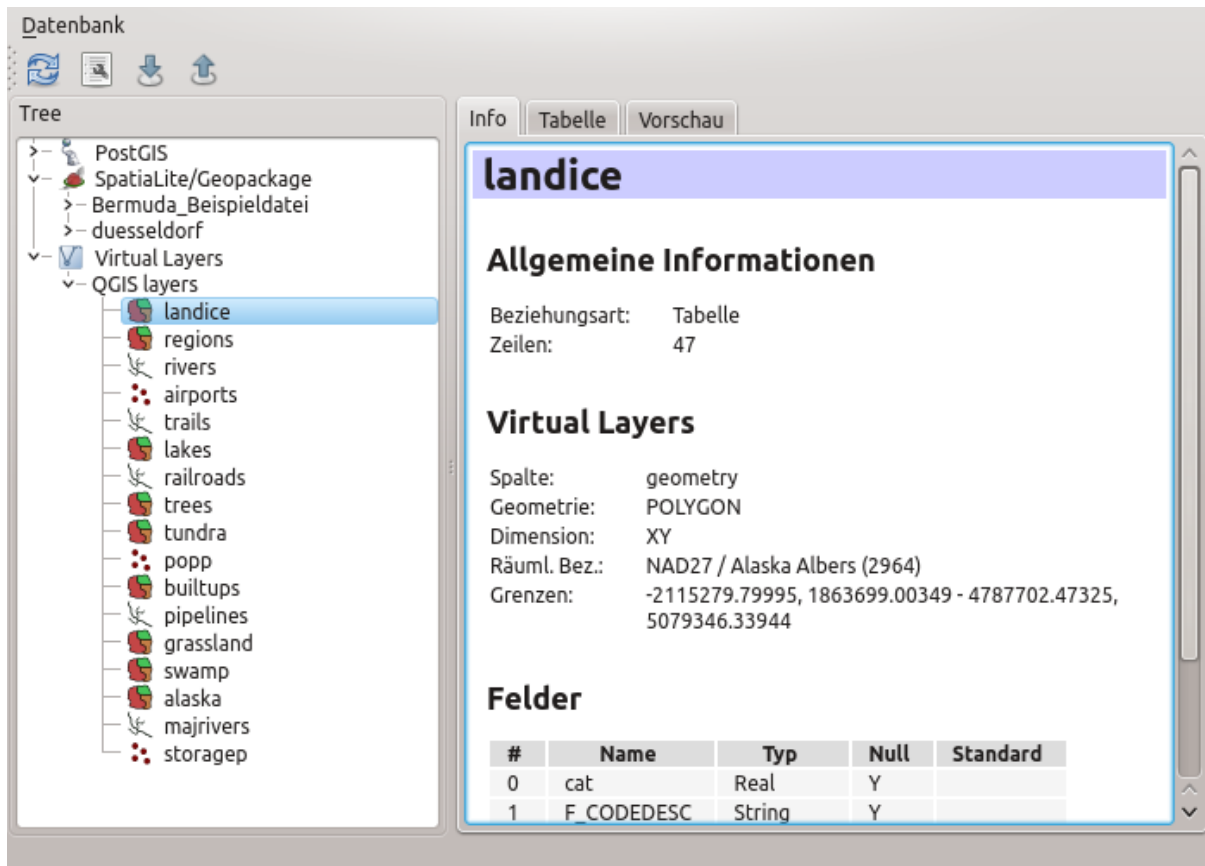 Datenbank
Tree
PostGIS
SpatiaLite/Geopackage
Bermuda_Beispieldatei
duesseldorf
Virtual Layers
QGIS layers
landice
regions
rivers
airports
trails
lakes
railroads
trees
tundra
popp
builtups
pipelines
grassland
swamp
alaska
majrivers
storagep
Info Tabelle Vorschau
landice
Allgemeine Informationen
Beziehungsart: Tabelle
Zeilen: 47
Virtual Layers
Spalte: geometry
Geometrie: POLYGON
Dimension: XY
Räuml. Bez.: NAD27 / Alaska Albers (2964)
Grenzen: -2115279.79995, 1863699.00349 - 4787702.47325,
5079346.33944
Felder
# Name Typ Null Standard
0 cat Real Y
1 F_CODEDESC String Y